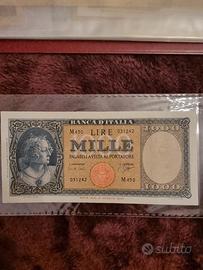 BANCA D'ITALIA
M450 LIRE 031242
1000
MILLE
PAGABILI A VISTA AL PORTATORE
031242 M450
1000
subito